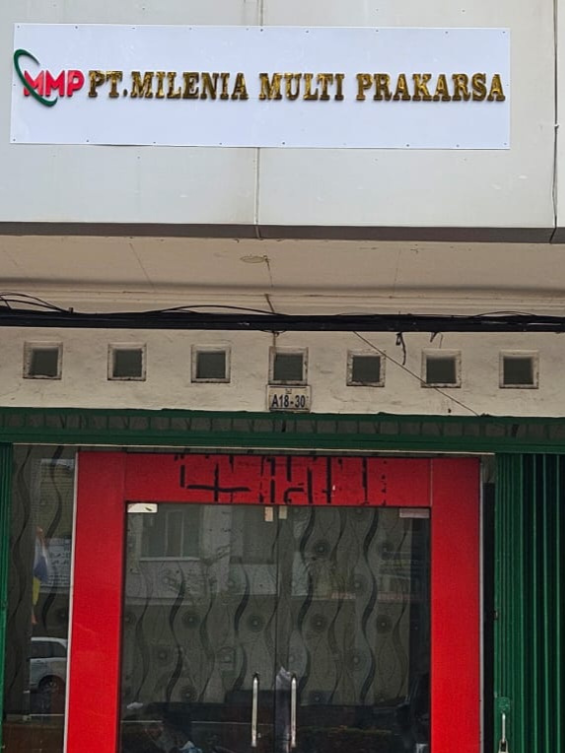 MMP PT.MILENIA MULTI PRAKARSA
A18-30